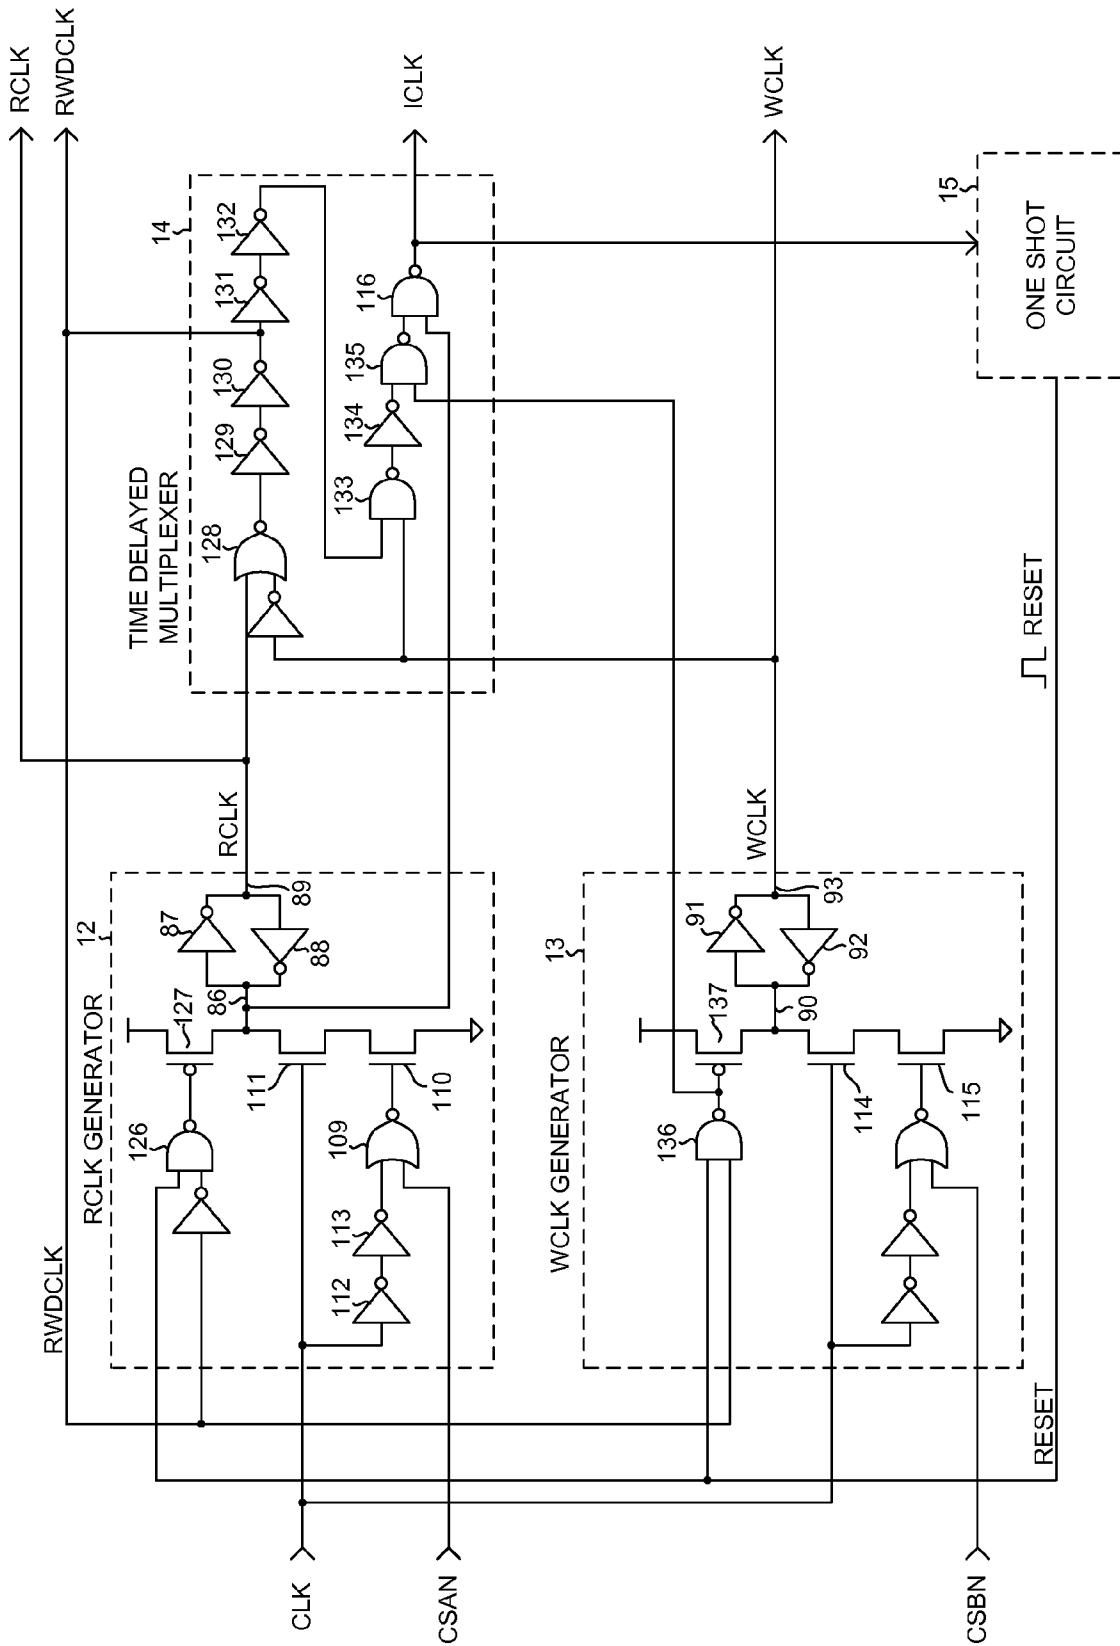 RCLK
RWDCLK
ICLK
WCLK
TIME DELAYED
MULTIPLEXER
14
128
129
130
131
132
133
134
135
116
ONE SHOT
CIRCUIT
15
RESET
RCLK
WCLK
RCLK GENERATOR
12
126
127
86
87
88
89
111
110
109
113
112
WCLK GENERATOR
13
136
137
90
91
92
93
114
115
RWDCLK
RESET
CLK
CSAN
CSBN